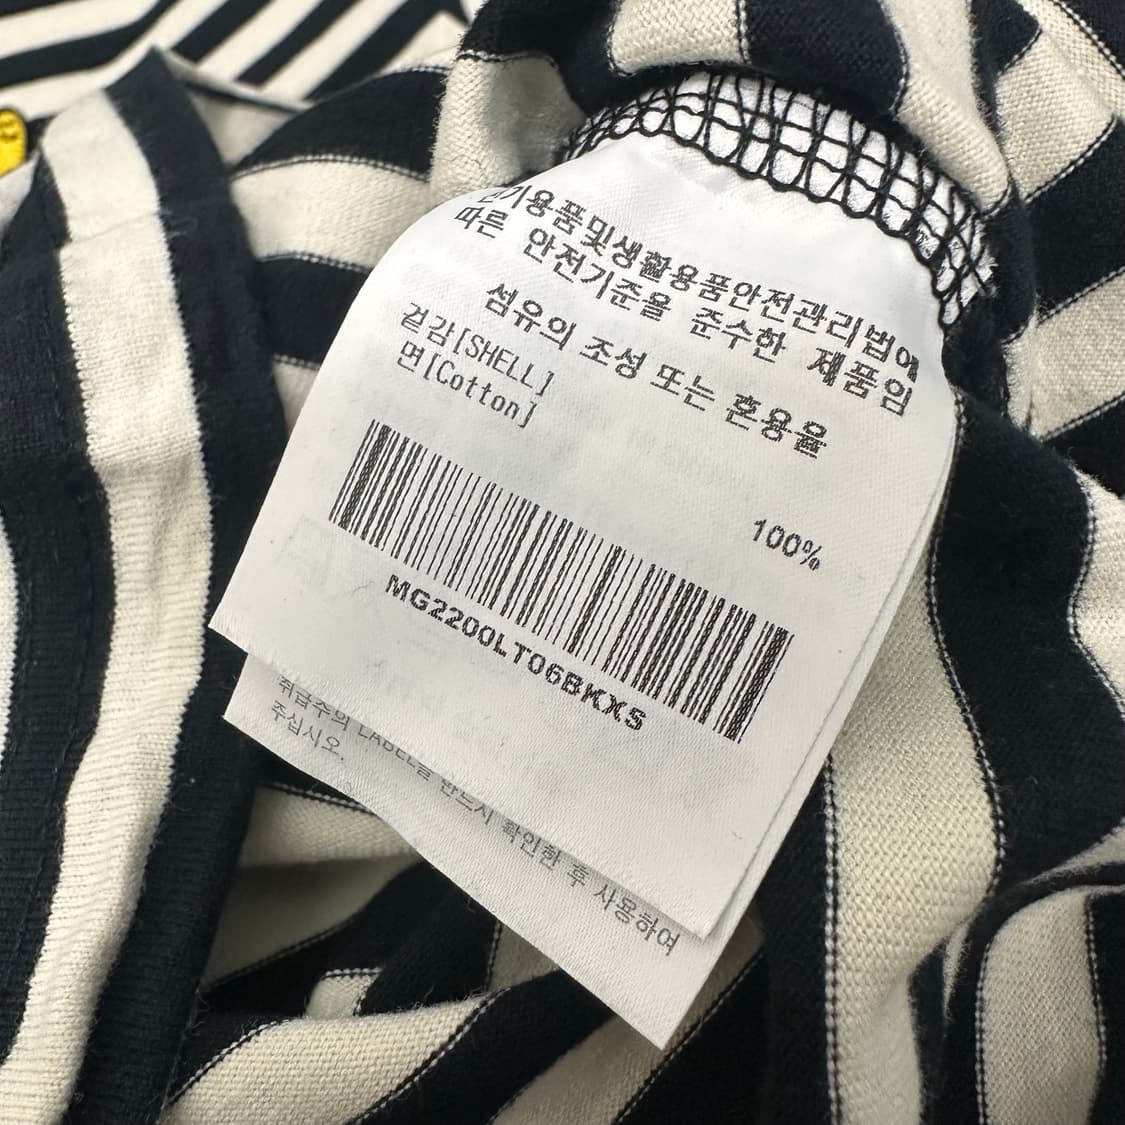 전기용품및생활용품안전관리법에
따른 안전기준을 준수한 제품임
섬유의 조성 또는 혼용율
겉감[SHELL]
면[Cotton]
100%
MG2200LT06BKXS
취급주의 LABEL을 반드시 확인한 후 사용하여
주십시오.